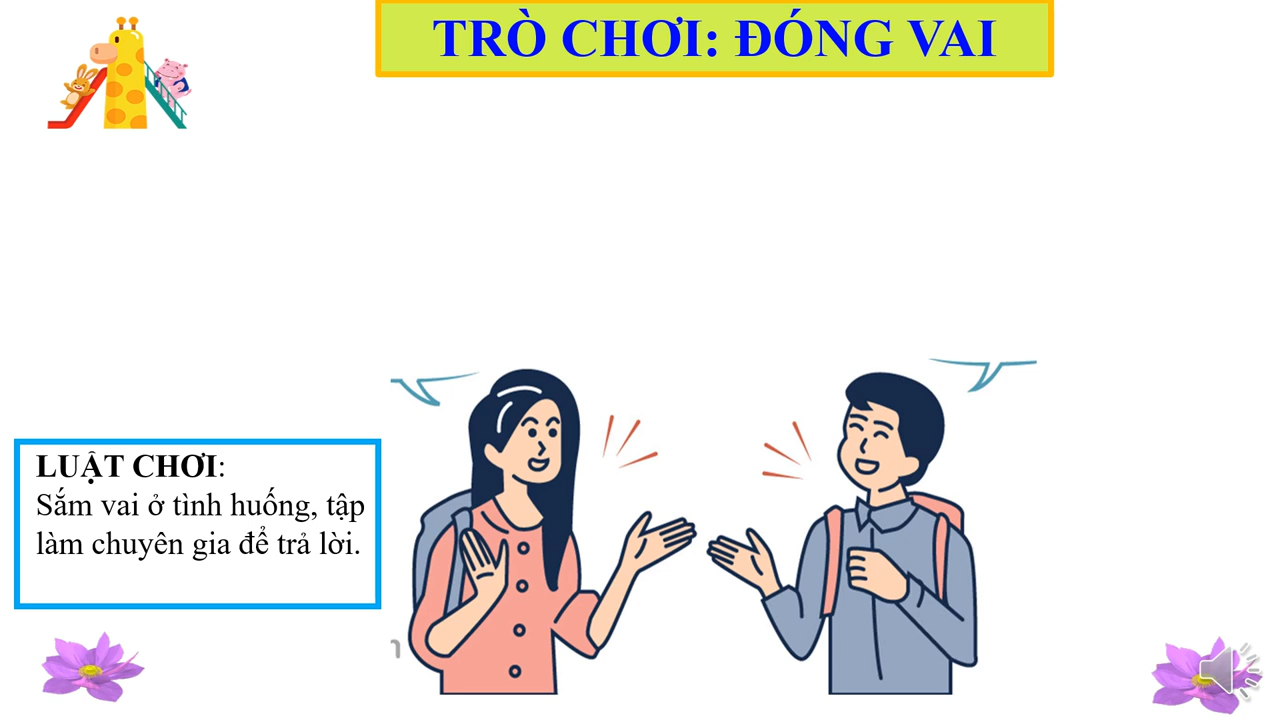 TRÒ CHƠI: ĐÓNG VAI
LUẬT CHƠI:
Sắm vai ở tình huống, tập
làm chuyên gia để trả lời.